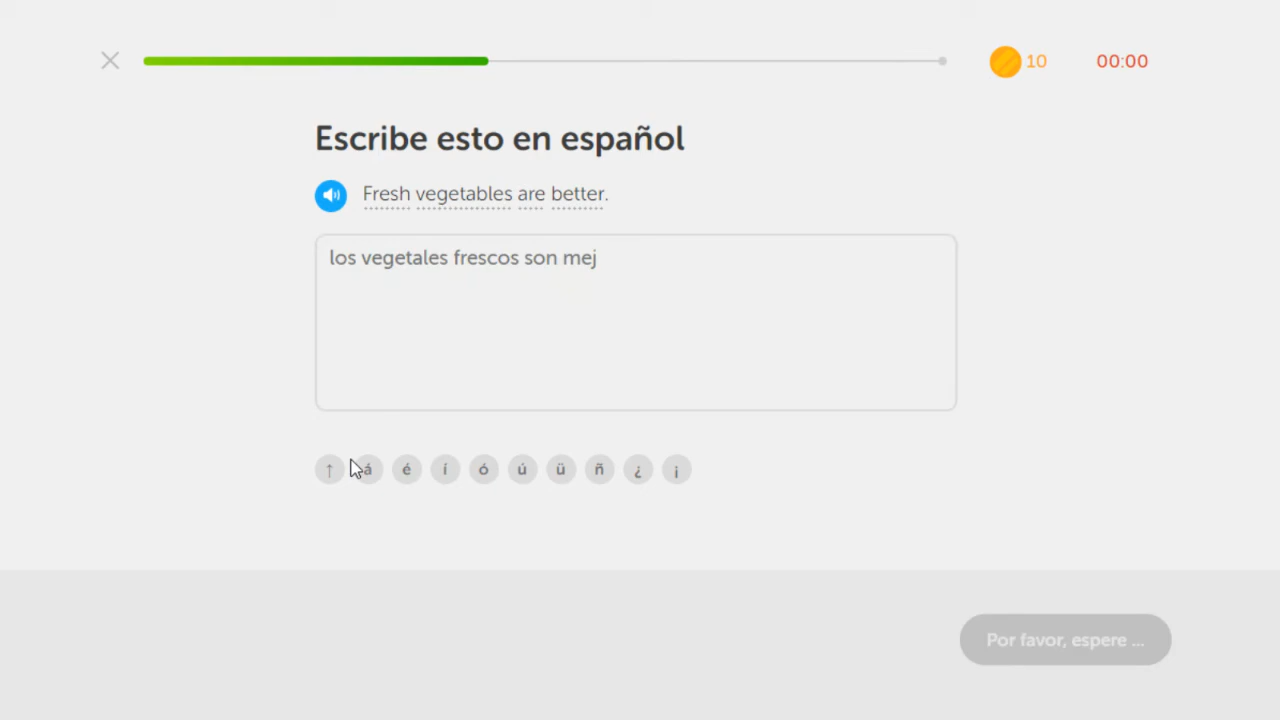 10 00:00
Escribe esto en español
Fresh vegetables are better.
los vegetales frescos son mej
↑ á é í ó ú ü ñ ¿ ¡
Por favor, espere ...